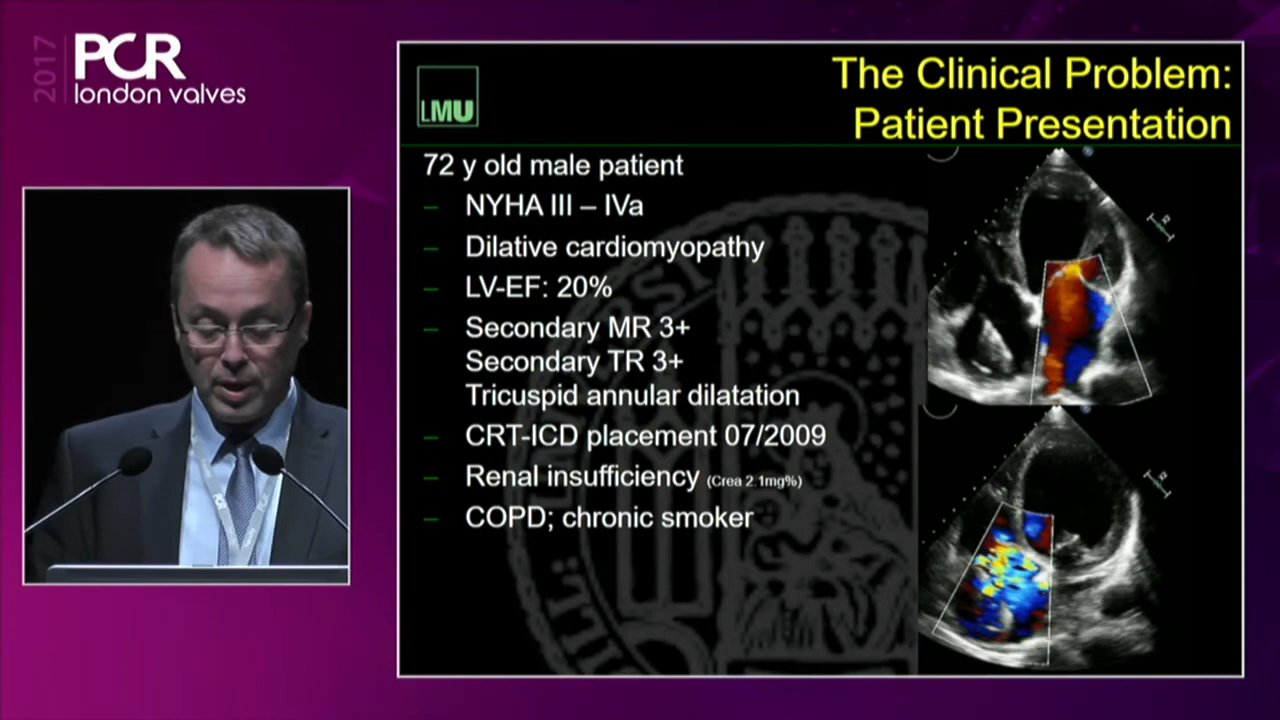 2017
PCR
london valves
LMU
The Clinical Problem:
Patient Presentation
72 y old male patient
– NYHA III – IVa
– Dilative cardiomyopathy
– LV-EF: 20%
– Secondary MR 3+
Secondary TR 3+
Tricuspid annular dilatation
– CRT-ICD placement 07/2009
– Renal insufficiency (Crea 2.1mg%)
– COPD; chronic smoker